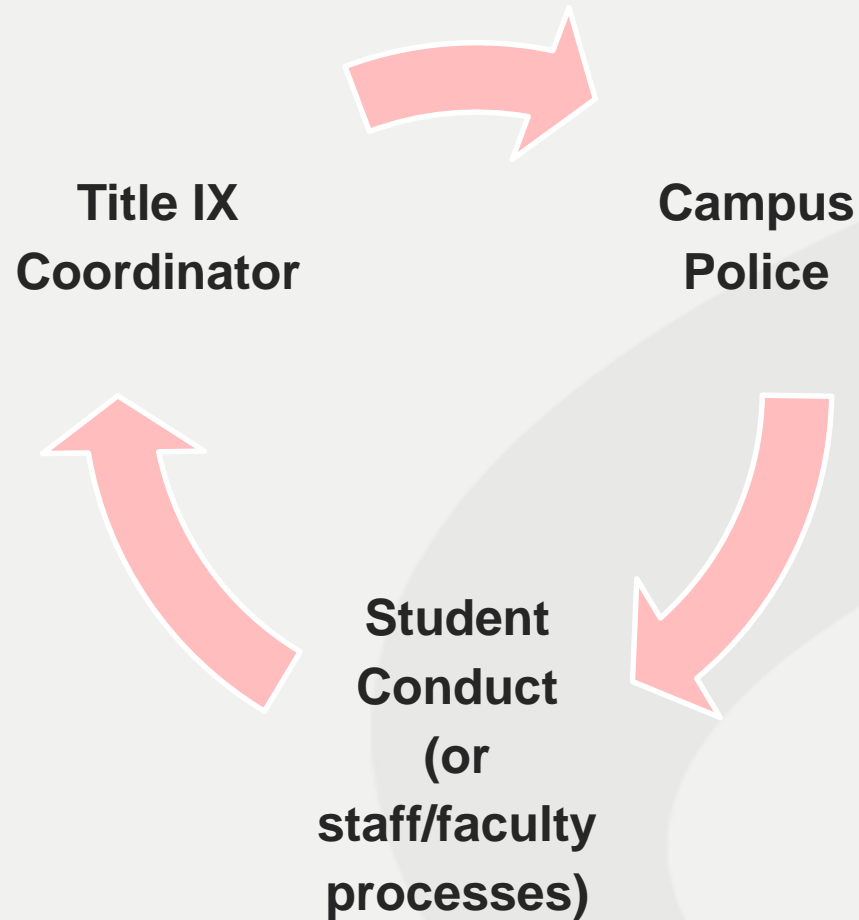 Title IX
Coordinator
Campus
Police
Student
Conduct
(or
staff/faculty
processes)